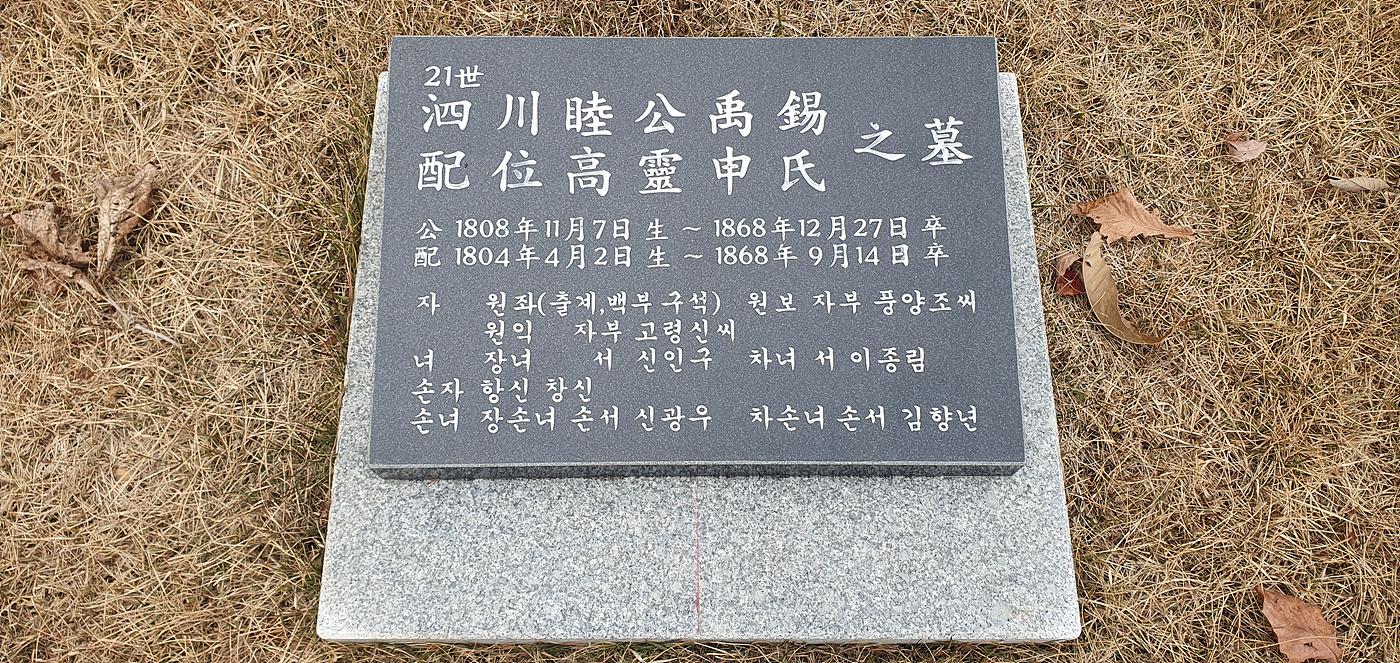 21世
泗川睦公禹錫
配位高靈申氏 之墓
公 1808年 11月 7日 生 ~ 1868年 12月 27日 卒
配 1804年 4月 2日 生 ~ 1868年 9月 14日 卒
자 원좌(출계,백부 구석) 원보 자부 풍양조씨
원익 자부 고령신씨
녀 장녀 서 신인구 차녀 서 이종림
손자 항신 창신
손녀 장손녀 손서 신광우 차손녀 손서 김향년